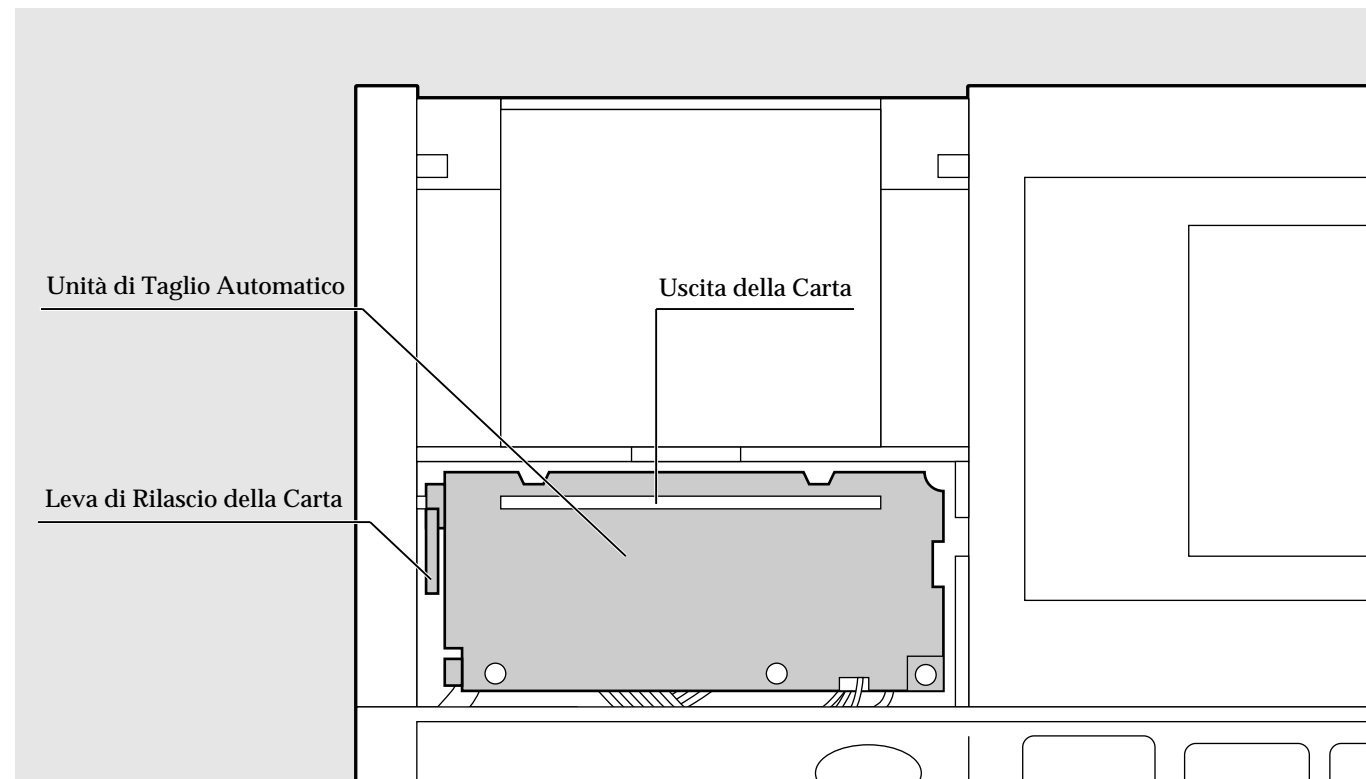 Unità di Taglio Automatico
Uscita della Carta
Leva di Rilascio della Carta